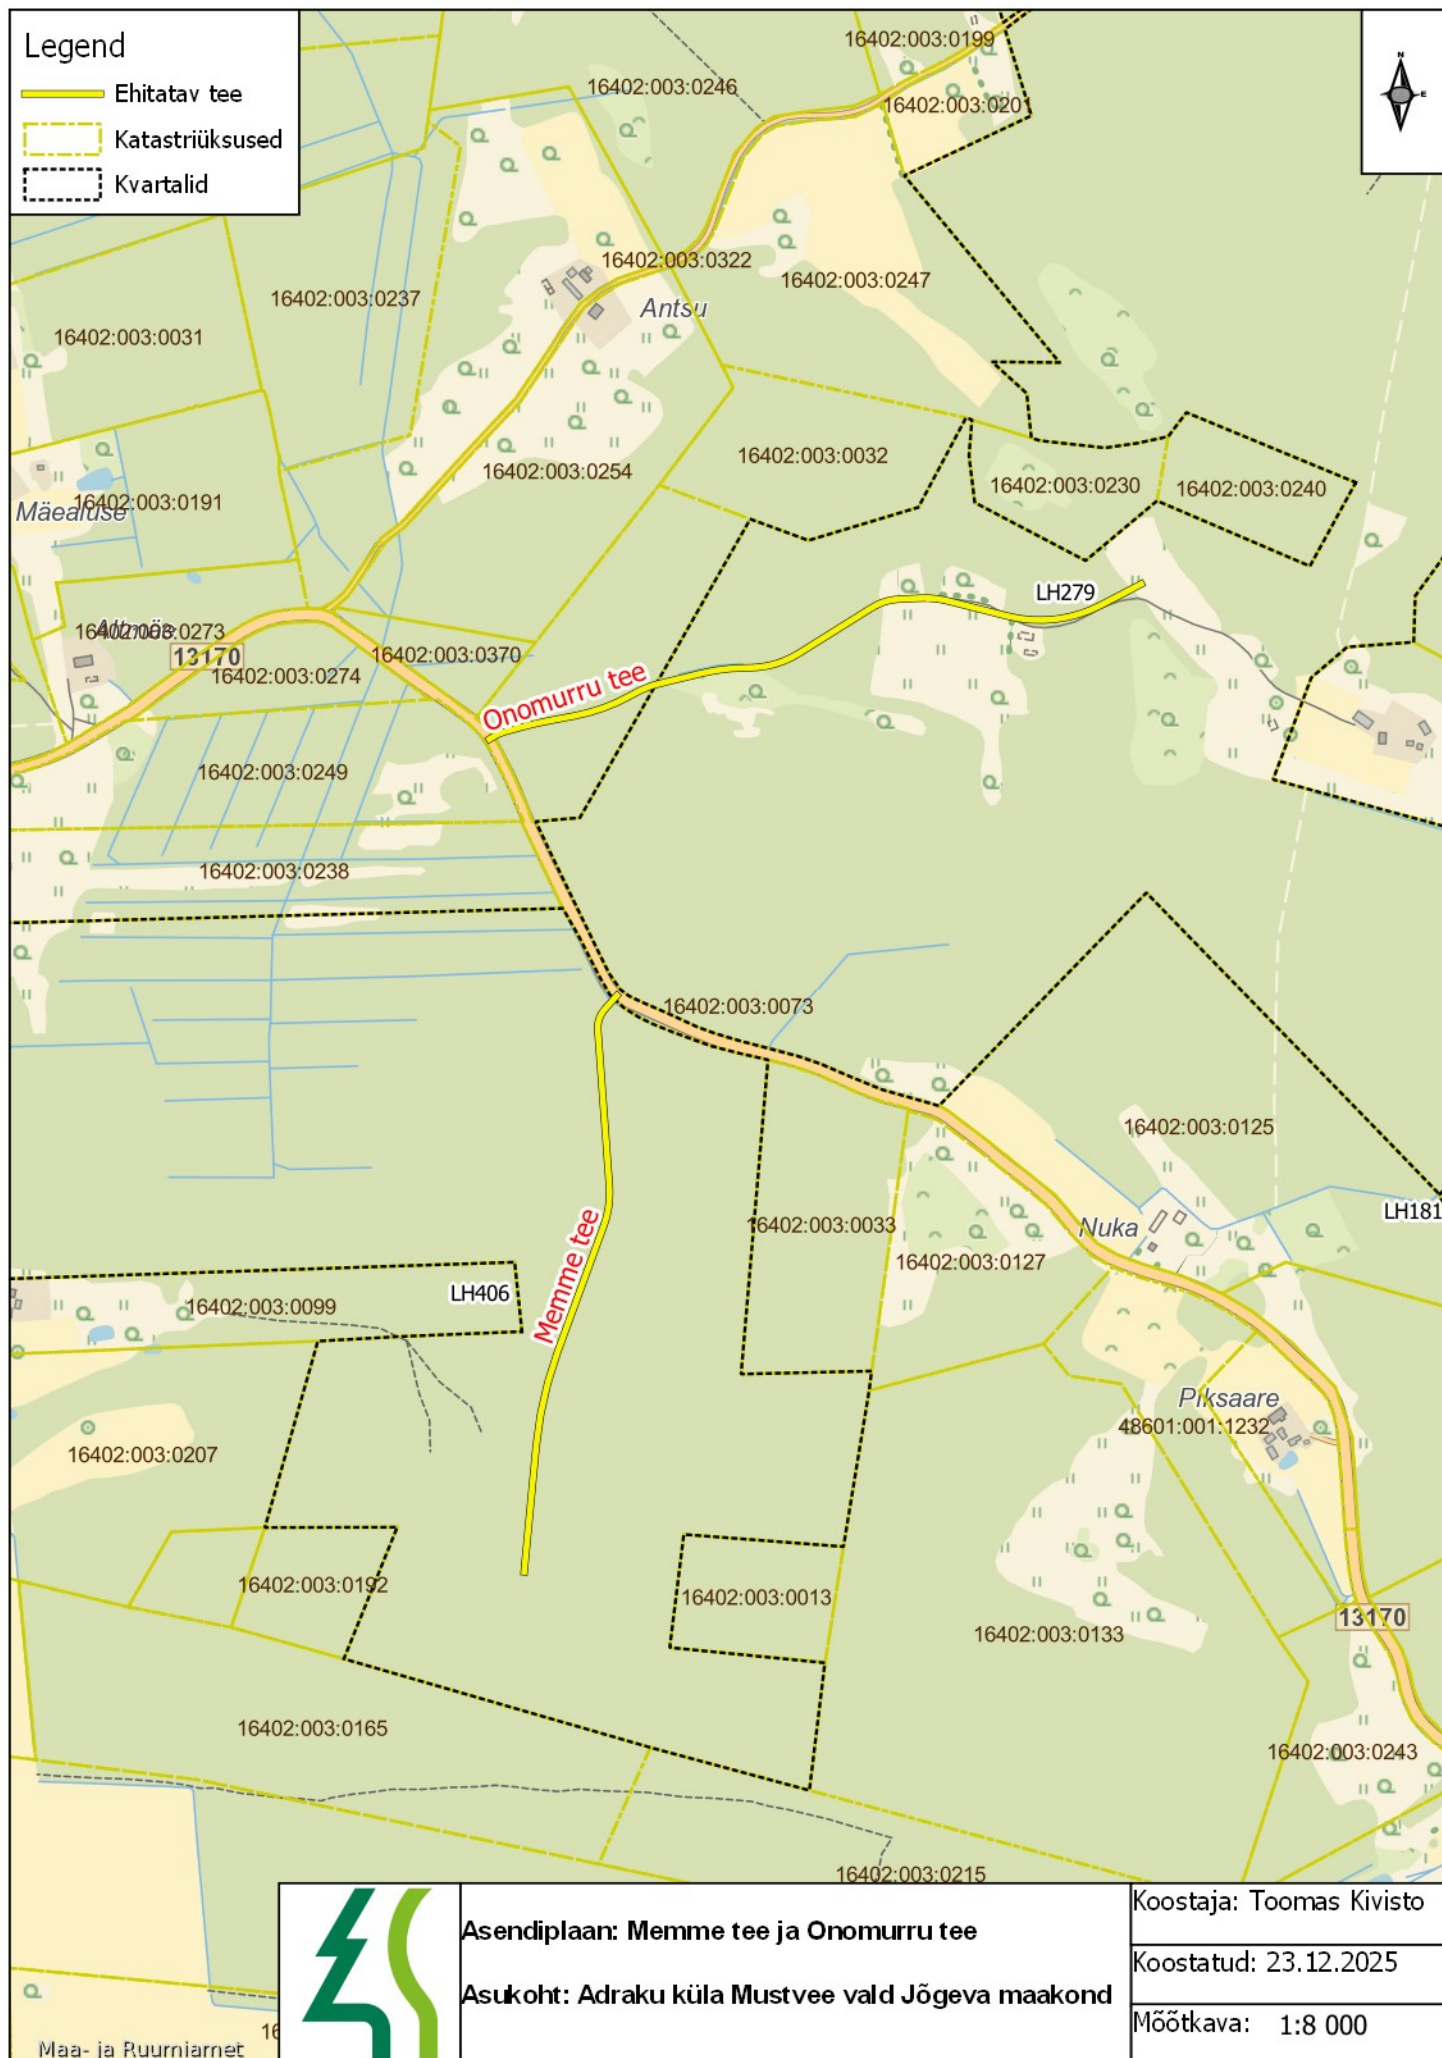 Legend
Ehitatav tee
Katastriüksused
Kvartalid
N
E
16402:003:0199
16402:003:0246
16402:003:0201
16402:003:0322
16402:003:0247
16402:003:0237
Antsu
16402:003:0031
16402:003:0032
16402:003:0254
16402:003:0230
16402:003:0240
16402:003:0191
Mäealuse
LH279
16402:003:0273
13170
16402:003:0370
16402:003:0274
Onomurru tee
16402:003:0249
16402:003:0238
16402:003:0073
16402:003:0125
LH181
16402:003:0033
Nuka
16402:003:0127
Memme tee
LH406
16402:003:0099
Piksaare
48601:001:1232
16402:003:0207
16402:003:0192
16402:003:0013
13170
16402:003:0133
16402:003:0165
16402:003:0243
16402:003:0215
Asendiplaan: Memme tee ja Onomurru tee
Asukoht: Adraku küla Mustvee vald Jõgeva maakond
Koostaja: Toomas Kivisto
Koostatud: 23.12.2025
Mõõtkava: 1:8 000
16
Maa- ja Ruumiamet